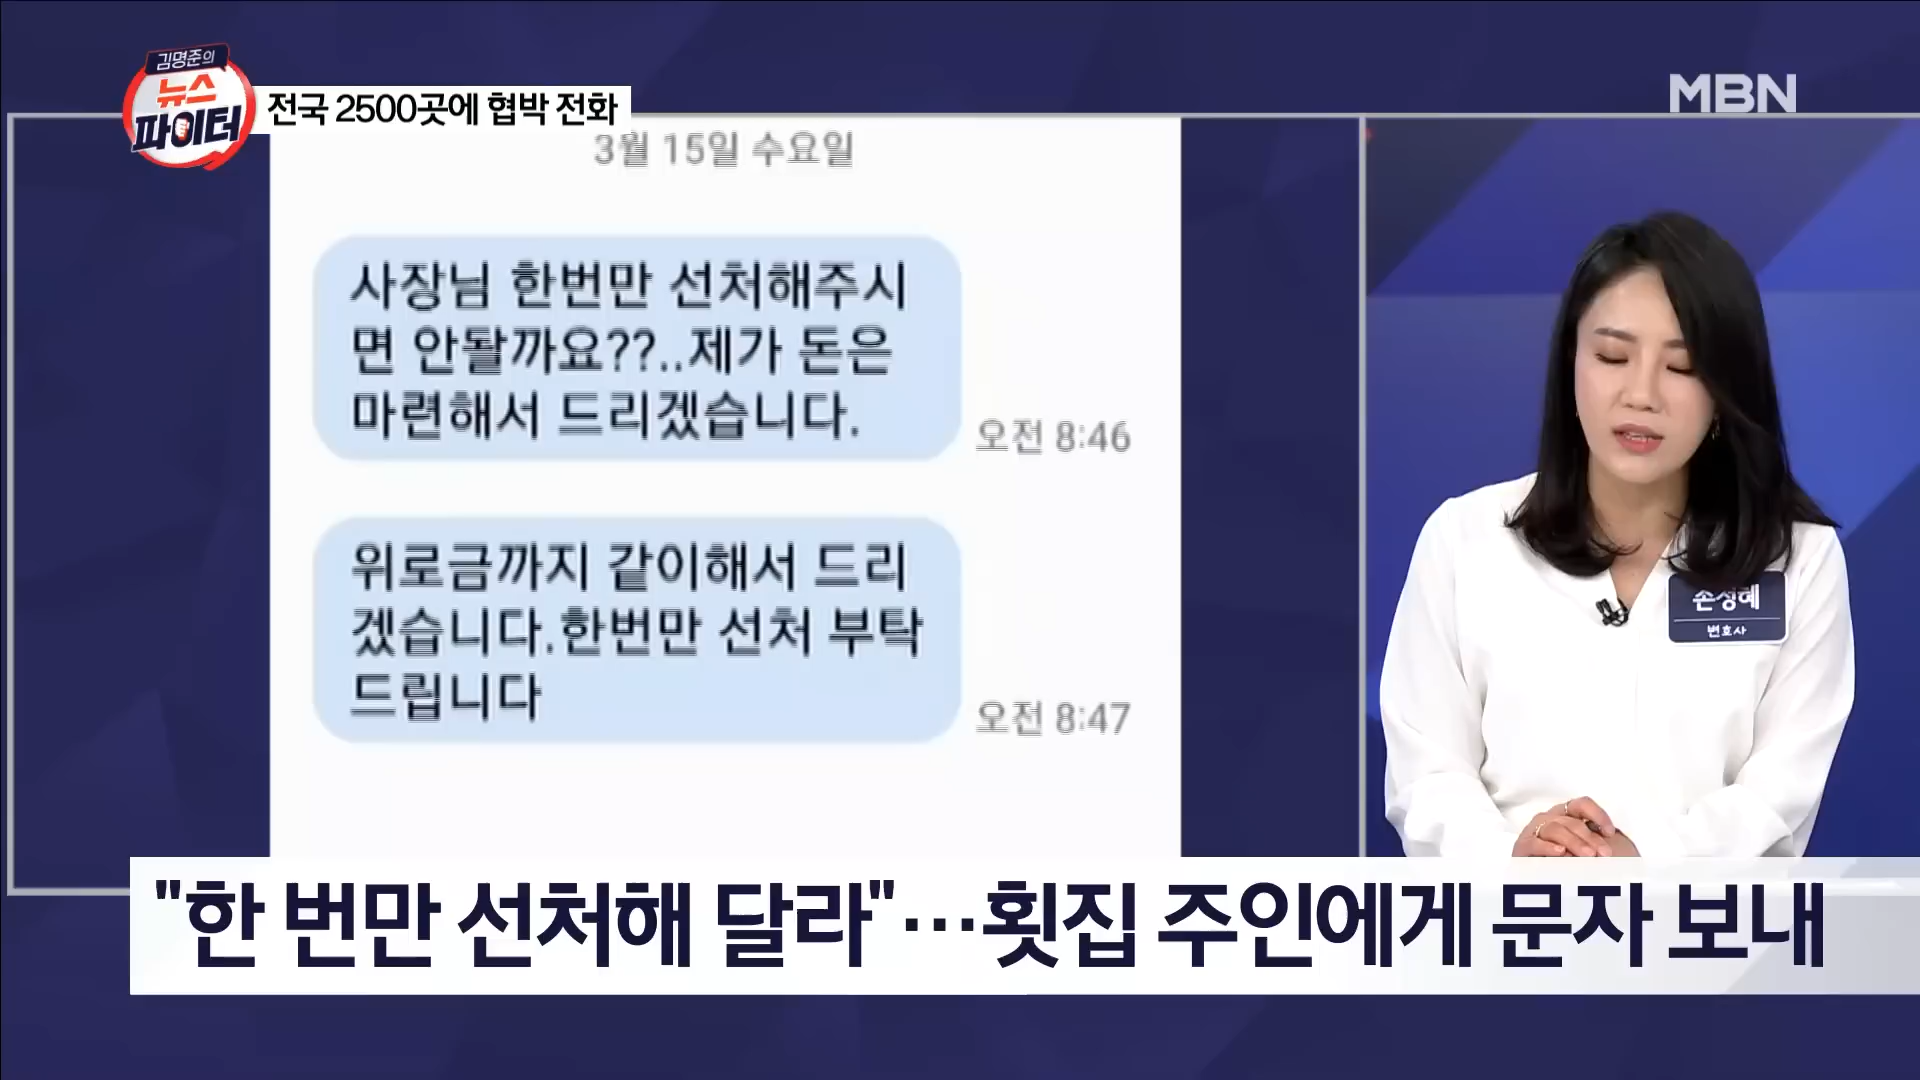 김명준의
뉴스
파이터
전국 2500곳에 협박 전화
MBN
3월 15일 수요일
사장님 한번만 선처해주시
면 안돨까요??..제가 돈은
마련해서 드리겠습니다.
오전 8:46
위로금까지 같이해서 드리
겠습니다.한번만 선처 부탁
드립니다
오전 8:47
손정혜
변호사
"한 번만 선처해 달라"…횟집 주인에게 문자 보내